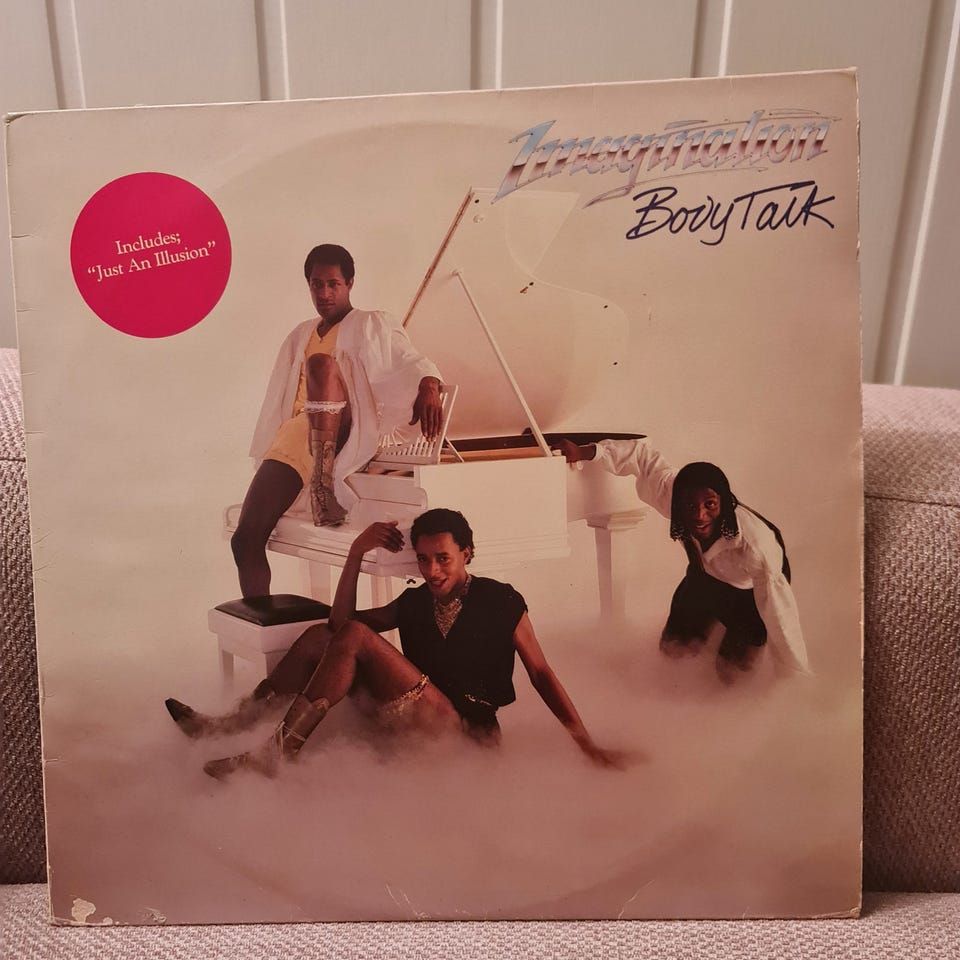 Includes;
“Just An Illusion”
Imagination
Body Talk